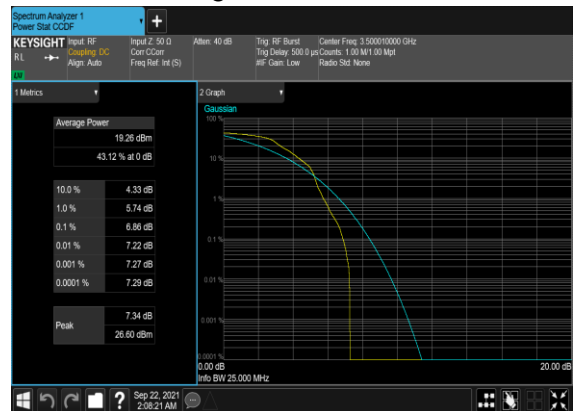 Spectrum Analyzer 1
Power Stat CCDF
KEYSIGHT
RL
LW
Input: RF
Coupling: DC
Align: Auto
Input Z: 50 Ω
Corr CCorr
Freq Ref: Int (S)
Atten: 40 dB
Trig: RF Burst
Trig Delay: 500.0 µs
#IF Gain: Low
Center Freq: 3.500010000 GHz
Counts: 1.00 M/1.00 Mpt
Radio Std: None
1 Metrics
Average Power
19.26 dBm
43.12 % at 0 dB
10.0 % 4.33 dB
1.0 % 5.74 dB
0.1 % 6.86 dB
0.01 % 7.22 dB
0.001 % 7.27 dB
0.0001 % 7.29 dB
Peak
7.34 dB
26.60 dBm
2 Graph
Gaussian
100 %
10 %
1 %
0.1 %
0.01 %
0.001 %
0.0001 %
0.00 dB
20.00 dB
Info BW 25.000 MHz
Sep 22, 2021
2:08:21 AM